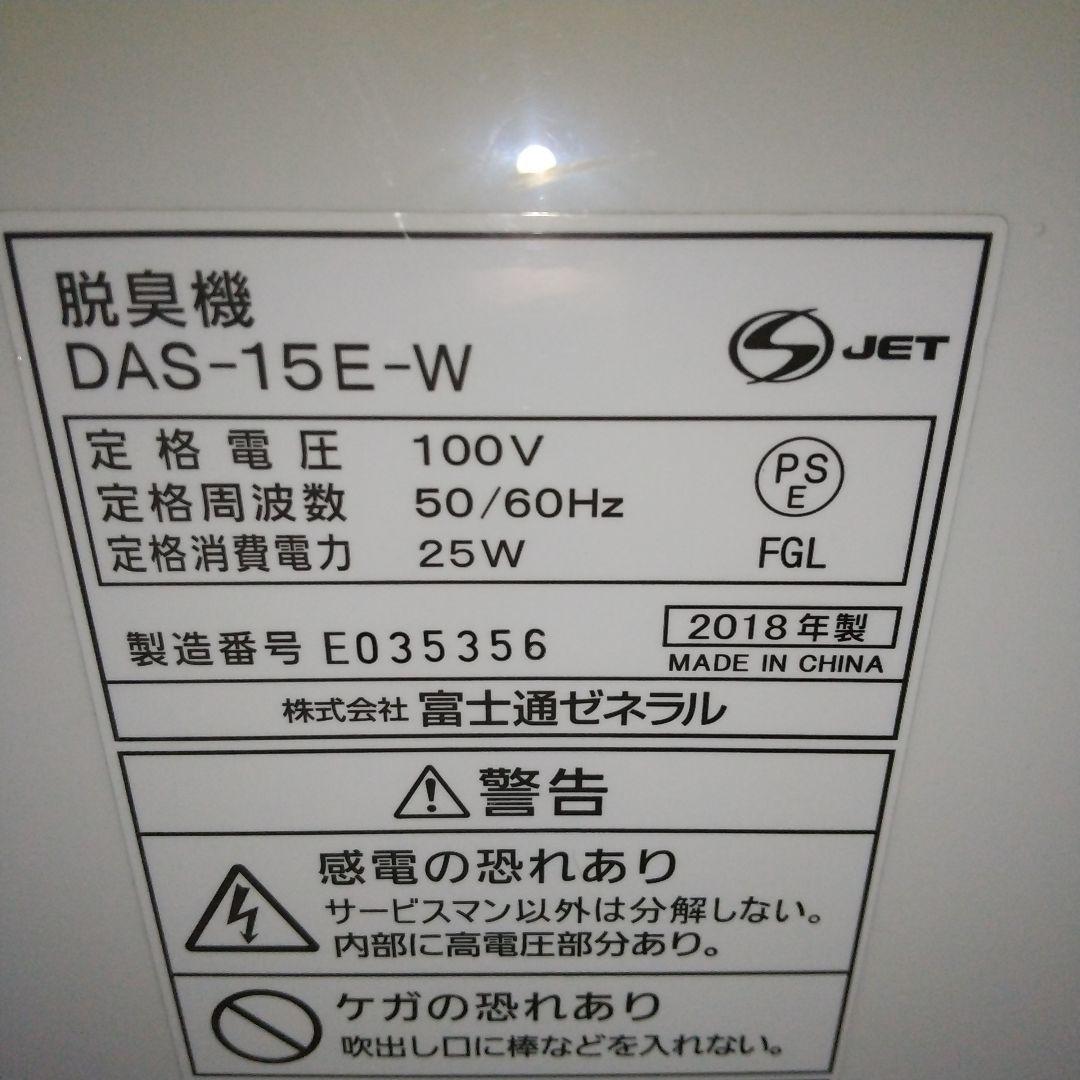 脱臭機
DAS-15E-W
S JET
定格電圧 100V
定格周波数 50/60Hz
定格消費電力 25W
PS
E
FGL
製造番号 E035356
2018年製
MADE IN CHINA
株式会社 富士通ゼネラル
警告
感電の恐れあり
サービスマン以外は分解しない。
内部に高電圧部分あり。
ケガの恐れあり
吹出し口に棒などを入れない。